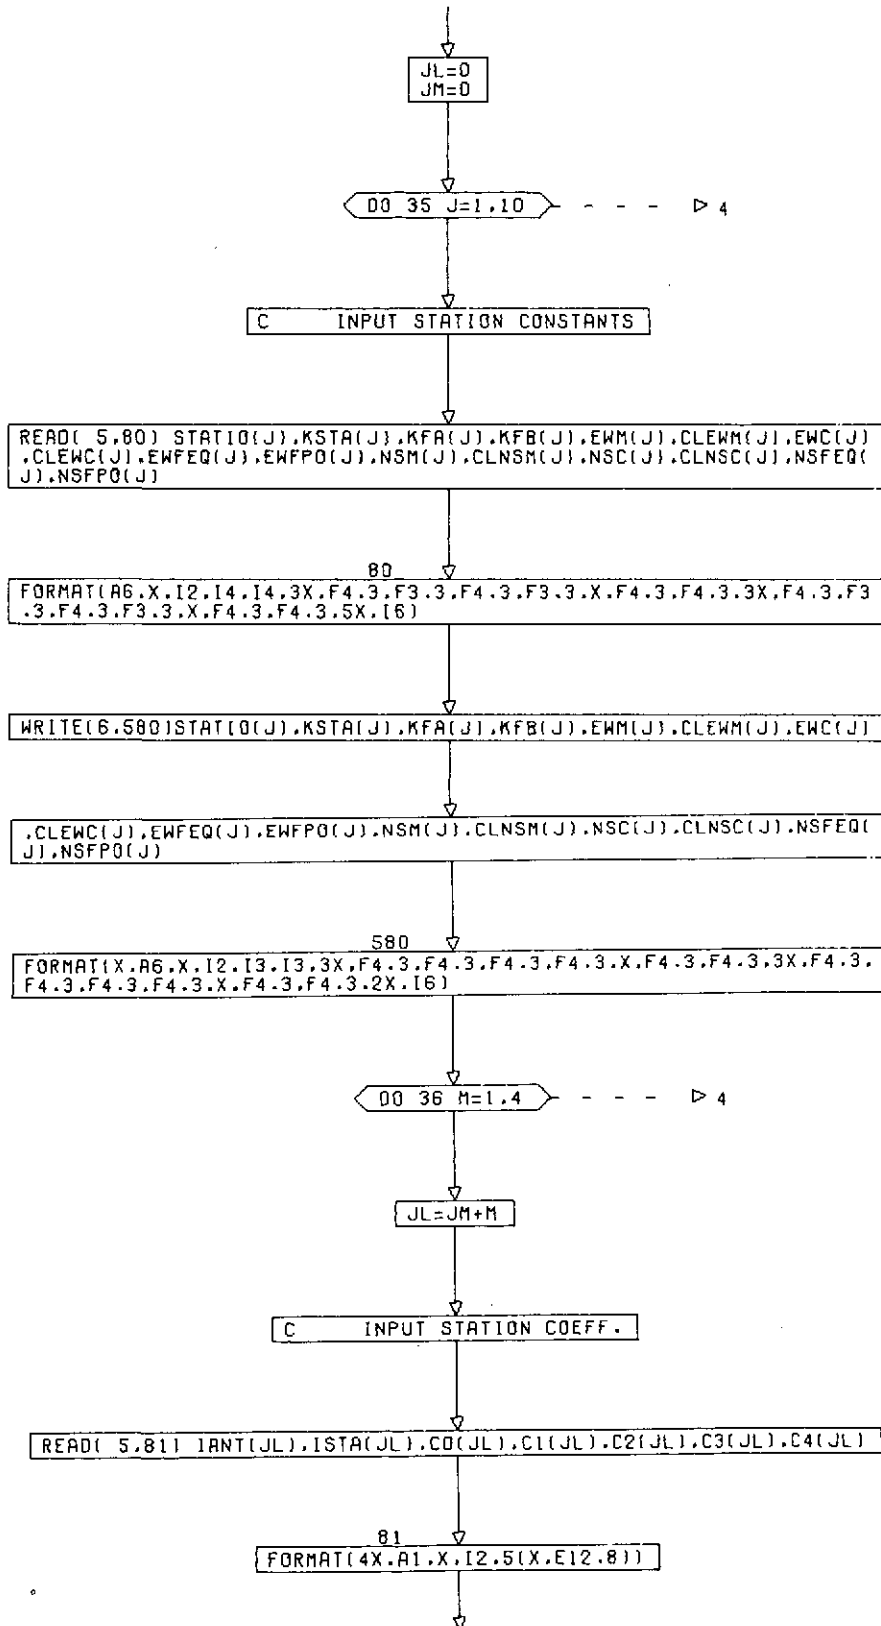 JL=0
JM=0
DO 35 J=1,10
4
C INPUT STATION CONSTANTS
READ( 5,80) STATIO(J),KSTA(J),KFA(J),KFB(J),EWM(J),CLEWM(J),EWC(J)
,CLEWC(J),EWFEQ(J),EWFPO(J),NSM(J),CLNSM(J),NSC(J),CLNSC(J),NSFEQ(
J),NSFPO(J)
80
FORMAT(A6,X,I2,I4,I4,3X,F4.3,F3.3,F4.3,F3.3,X,F4.3,F4.3,3X,F4.3,F3
.3,F4.3,F3.3,X,F4.3,F4.3,5X,I6)
WRITE(6,580)STATIO(J),KSTA(J),KFA(J),KFB(J),EWM(J),CLEWM(J),EWC(J)
,CLEWC(J),EWFEQ(J),EWFPO(J),NSM(J),CLNSM(J),NSC(J),CLNSC(J),NSFEQ(
J),NSFPO(J)
580
FORMAT(X,A6,X,I2,I3,I3,3X,F4.3,F4.3,F4.3,F4.3,X,F4.3,F4.3,3X,F4.3,
F4.3,F4.3,F4.3,X,F4.3,F4.3,2X,I6)
DO 36 M=1,4
4
JL=JM+M
C INPUT STATION COEFF.
READ( 5,81) IANT(JL),ISTA(JL),C0(JL),C1(JL),C2(JL),C3(JL),C4(JL)
81
FORMAT(4X,A1,X,I2,5(X,E12.8))